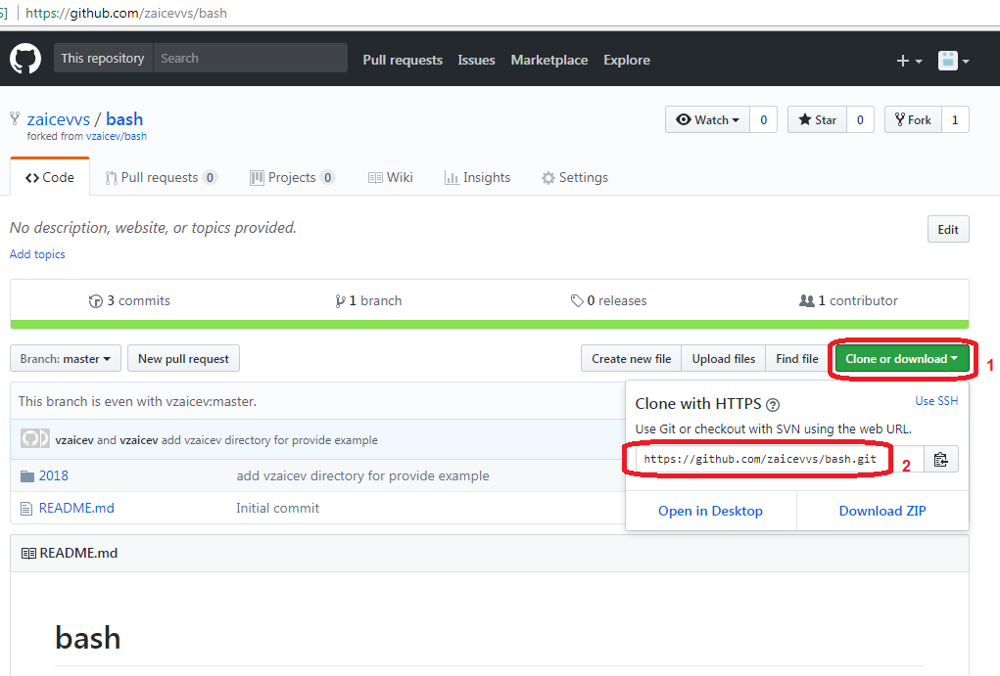 S] https://github.com/zaicevvs/bash
This repository Search Pull requests Issues Marketplace Explore
zaicevvs / bash Watch 0 Star 0 Fork 1
forked from vzaicev/bash
Code Pull requests 0 Projects 0 Wiki Insights Settings
No description, website, or topics provided. Edit
Add topics
3 commits 1 branch 0 releases 1 contributor
Branch: master New pull request Create new file Upload files Find file Clone or download 1
This branch is even with vzaicev:master.
Clone with HTTPS ? Use SSH
Use Git or checkout with SVN using the web URL.
vzaicev and vzaicev add vzaicev directory for provide example
https://github.com/zaicevvs/bash.git 2
2018 add vzaicev directory for provide example
README.md Initial commit
Open in Desktop Download ZIP
README.md
bash